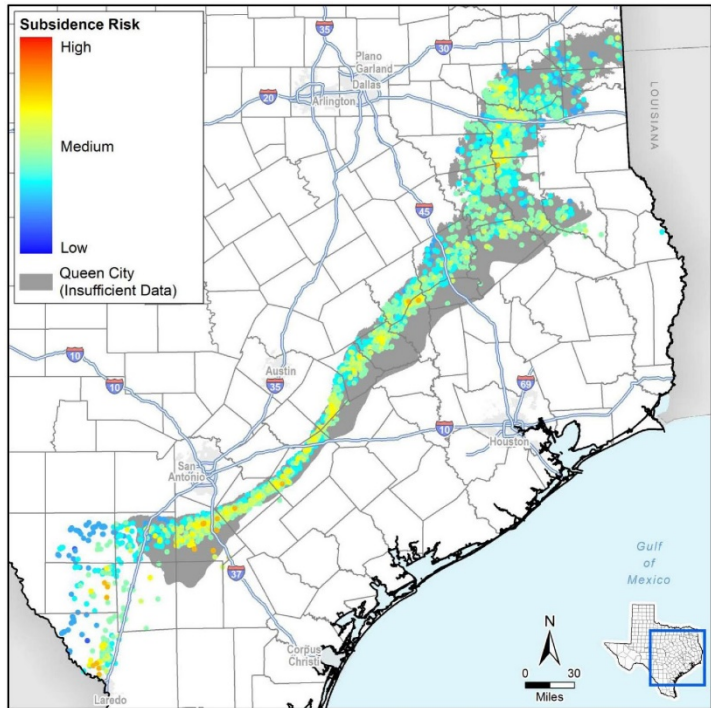 Subsidence Risk
High
Medium
Low
Queen City
(Insufficient Data)
35
30
Plano
Garland
Dallas
20
Arlington
LOUISIANA
45
10
Austin
10
35
69
10
Houston
San
Antonio
37
Gulf
of
Mexico
Corpus
Christi
N
0 30
Miles
Laredo